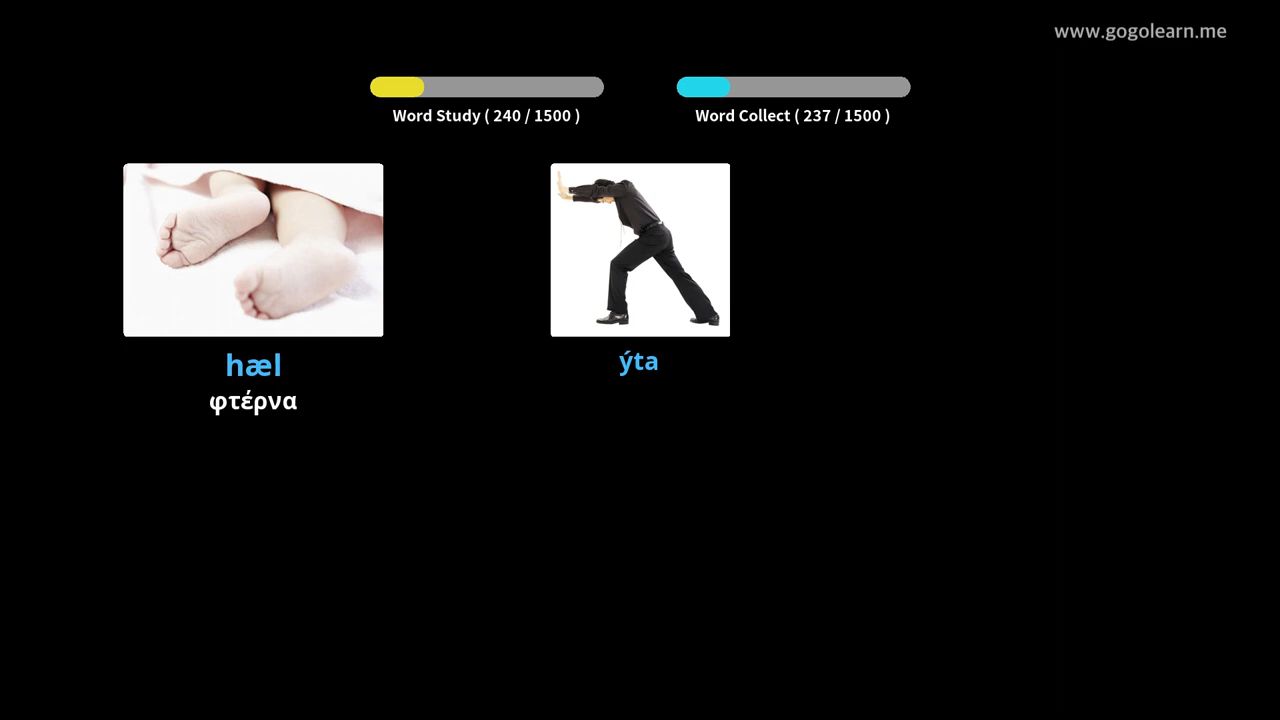 www.gogolearn.me
Word Study ( 240 / 1500 )
Word Collect ( 237 / 1500 )
hæl
φτέρνα
ýta